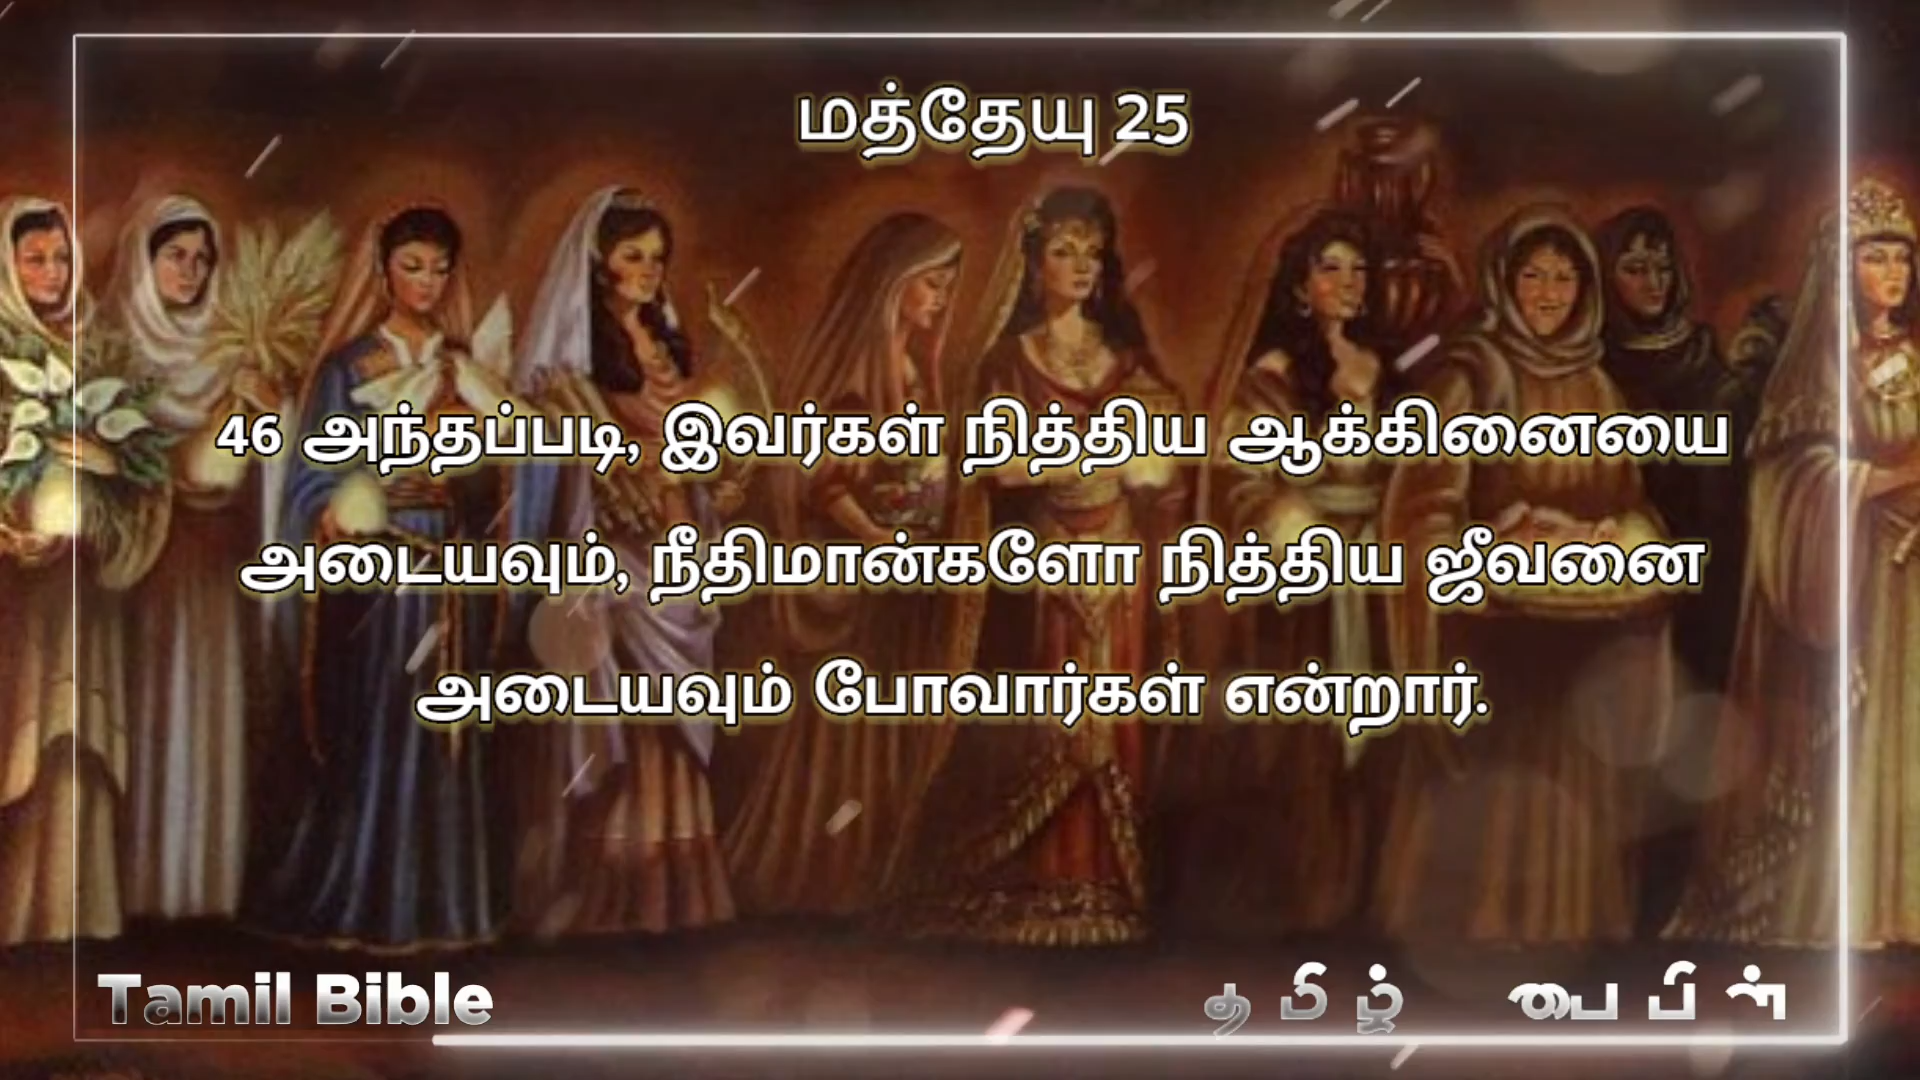 மத்தேயு 25
46 அந்தப்படி, இவர்கள் நித்திய ஆக்கினையை
அடையவும், நீதிமான்களோ நித்திய ஜீவனை
அடையவும் போவார்கள் என்றார்.
Tamil Bible
தமிழ் பைபிள்